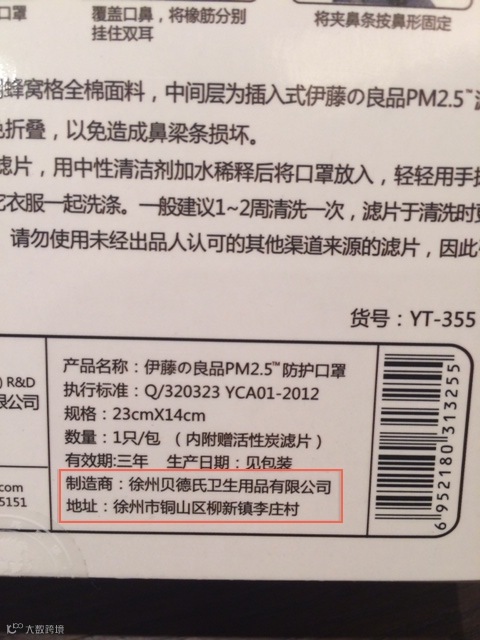 口罩
覆盖口鼻，将橡筋分别
挂住双耳
将夹鼻条按鼻形固定
蜂窝格全棉面料，中间层为插入式伊藤の良品PM2.5™
折叠，以免造成鼻梁条损坏。
滤片，用中性清洁剂加水稀释后将口罩放入，轻轻用手
衣服一起洗涤。一般建议1~2周清洗一次，滤片于清洗时
请勿使用未经出品人认可的其他渠道来源的滤片，因此
货号：YT-355
) R&D
限公司
com
5151
产品名称：伊藤の良品PM2.5™防护口罩
执行标准：Q/320323 YCA01-2012
规格：23cmX14cm
数量：1只/包 （内附赠活性炭滤片）
有效期:三年 生产日期：见包装
制造商：徐州贝德氏卫生用品有限公司
地址：徐州市铜山区柳新镇李庄村
6952180313255
大数跨境